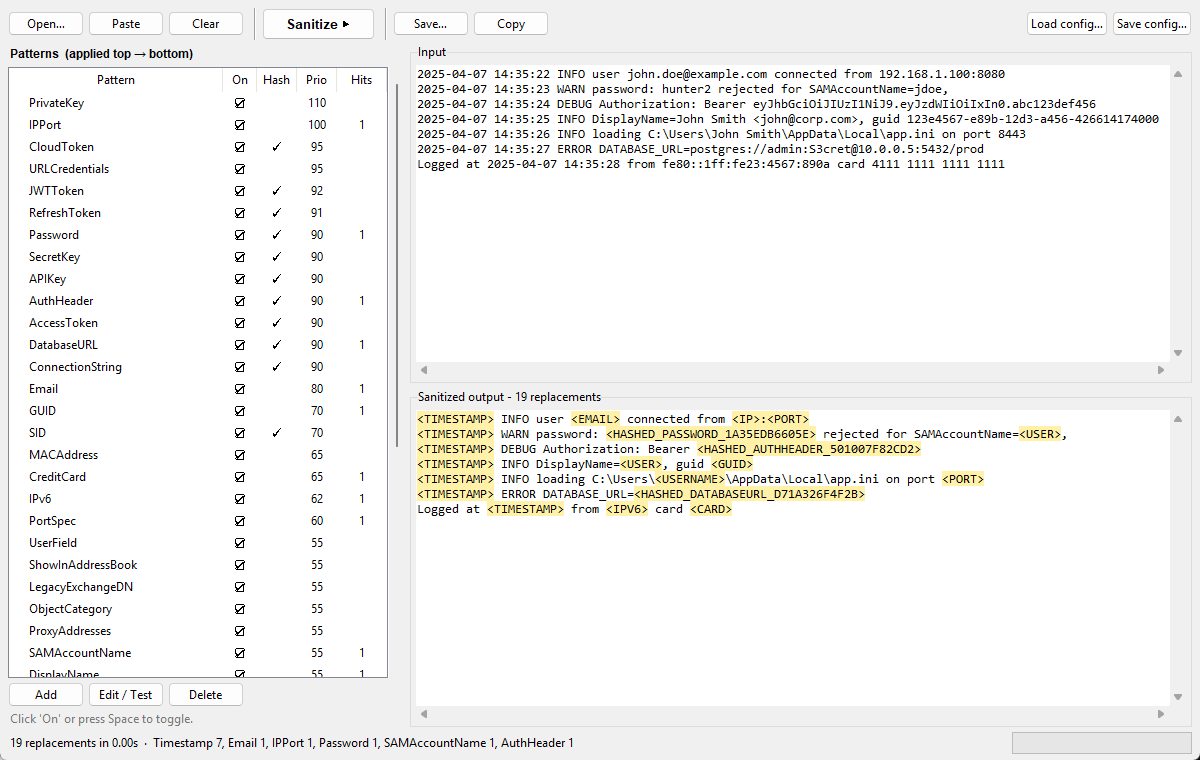 Open... Paste Clear Sanitize ▸ Save... Copy Load config... Save config...
Patterns (applied top → bottom)
Pattern On Hash Prio Hits
PrivateKey ☑ 110
IPPort ☑ 100 1
CloudToken ☑ ✓ 95
URLCredentials ☑ 95
JWTToken ☑ ✓ 92
RefreshToken ☑ ✓ 91
Password ☑ ✓ 90 1
SecretKey ☑ ✓ 90
APIKey ☑ ✓ 90
AuthHeader ☑ ✓ 90 1
AccessToken ☑ ✓ 90
DatabaseURL ☑ ✓ 90 1
ConnectionString ☑ ✓ 90
Email ☑ 80 1
GUID ☑ 70 1
SID ☑ ✓ 70
MACAddress ☑ 65
CreditCard ☑ 65 1
IPv6 ☑ 62 1
PortSpec ☑ 60 1
UserField ☑ 55
ShowInAddressBook ☑ 55
LegacyExchangeDN ☑ 55
ObjectCategory ☑ 55
ProxyAddresses ☑ 55
SAMAccountName ☑ 55 1
DisplayName ☑ 55 1
Add Edit / Test Delete
Click 'On' or press Space to toggle.
Input
2025-04-07 14:35:22 INFO user john.doe@example.com connected from 192.168.1.100:8080
2025-04-07 14:35:23 WARN password: hunter2 rejected for SAMAccountName=jdoe,
2025-04-07 14:35:24 DEBUG Authorization: Bearer eyJhbGciOiJIUzI1NiJ9.eyJzdWIiOiIxIn0.abc123def456
2025-04-07 14:35:25 INFO DisplayName=John Smith <john@corp.com>, guid 123e4567-e89b-12d3-a456-426614174000
2025-04-07 14:35:26 INFO loading C:\Users\John Smith\AppData\Local\app.ini on port 8443
2025-04-07 14:35:27 ERROR DATABASE_URL=postgres://admin:S3cret@10.0.0.5:5432/prod
Logged at 2025-04-07 14:35:28 from fe80::1ff:fe23:4567:890a card 4111 1111 1111 1111
Sanitized output - 19 replacements
<TIMESTAMP> INFO user <EMAIL> connected from <IP>:<PORT>
<TIMESTAMP> WARN password: <HASHED_PASSWORD_1A35EDB6605E> rejected for SAMAccountName=<USER>,
<TIMESTAMP> DEBUG Authorization: Bearer <HASHED_AUTHHEADER_501007F82CD2>
<TIMESTAMP> INFO DisplayName=<USER>, guid <GUID>
<TIMESTAMP> INFO loading C:\Users\<USERNAME>\AppData\Local\app.ini on port <PORT>
<TIMESTAMP> ERROR DATABASE_URL=<HASHED_DATABASEURL_D71A326F4F2B>
Logged at <TIMESTAMP> from <IPV6> card <CARD>
19 replacements in 0.00s · Timestamp 7, Email 1, IPPort 1, Password 1, SAMAccountName 1, AuthHeader 1